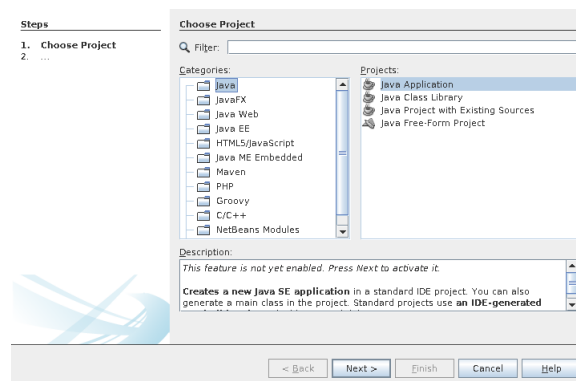 Steps
1. Choose Project
2. ...
Choose Project
Filter:
Categories:
Java
JavaFX
Java Web
Java EE
HTML5/JavaScript
Java ME Embedded
Maven
PHP
Groovy
C/C++
NetBeans Modules
Projects:
Java Application
Java Class Library
Java Project with Existing Sources
Java Free-Form Project
Description:
This feature is not yet enabled. Press Next to activate it.
Creates a new Java SE application in a standard IDE project. You can also
generate a main class in the project. Standard projects use an IDE-generated
< Back
Next >
Finish
Cancel
Help